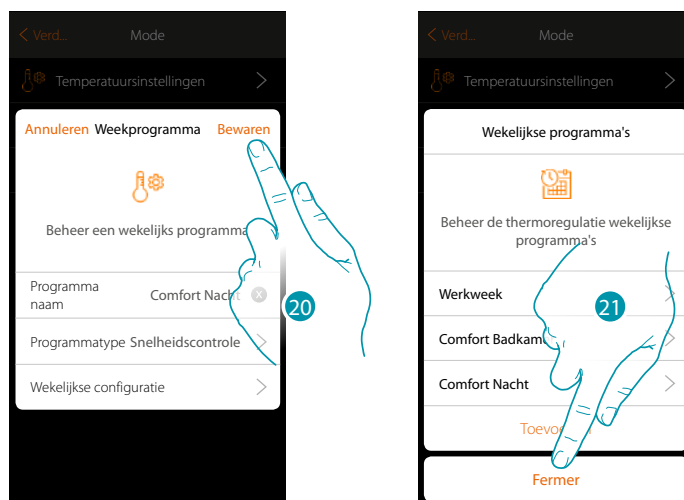 Verd...
Mode
Temperatuursinstellingen
Annuleren Weekprogramma Bewaren
Beheer een wekelijks programma
Programma
naam
Comfort Nacht
Programmatype Snelheidscontrole
Wekelijkse configuratie
20
Verd...
Mode
Temperatuursinstellingen
Wekelijkse programma's
Beheer de thermoregulatie wekelijkse
programma's
Werkweek
Comfort
Comfort Nacht
Fermer
21